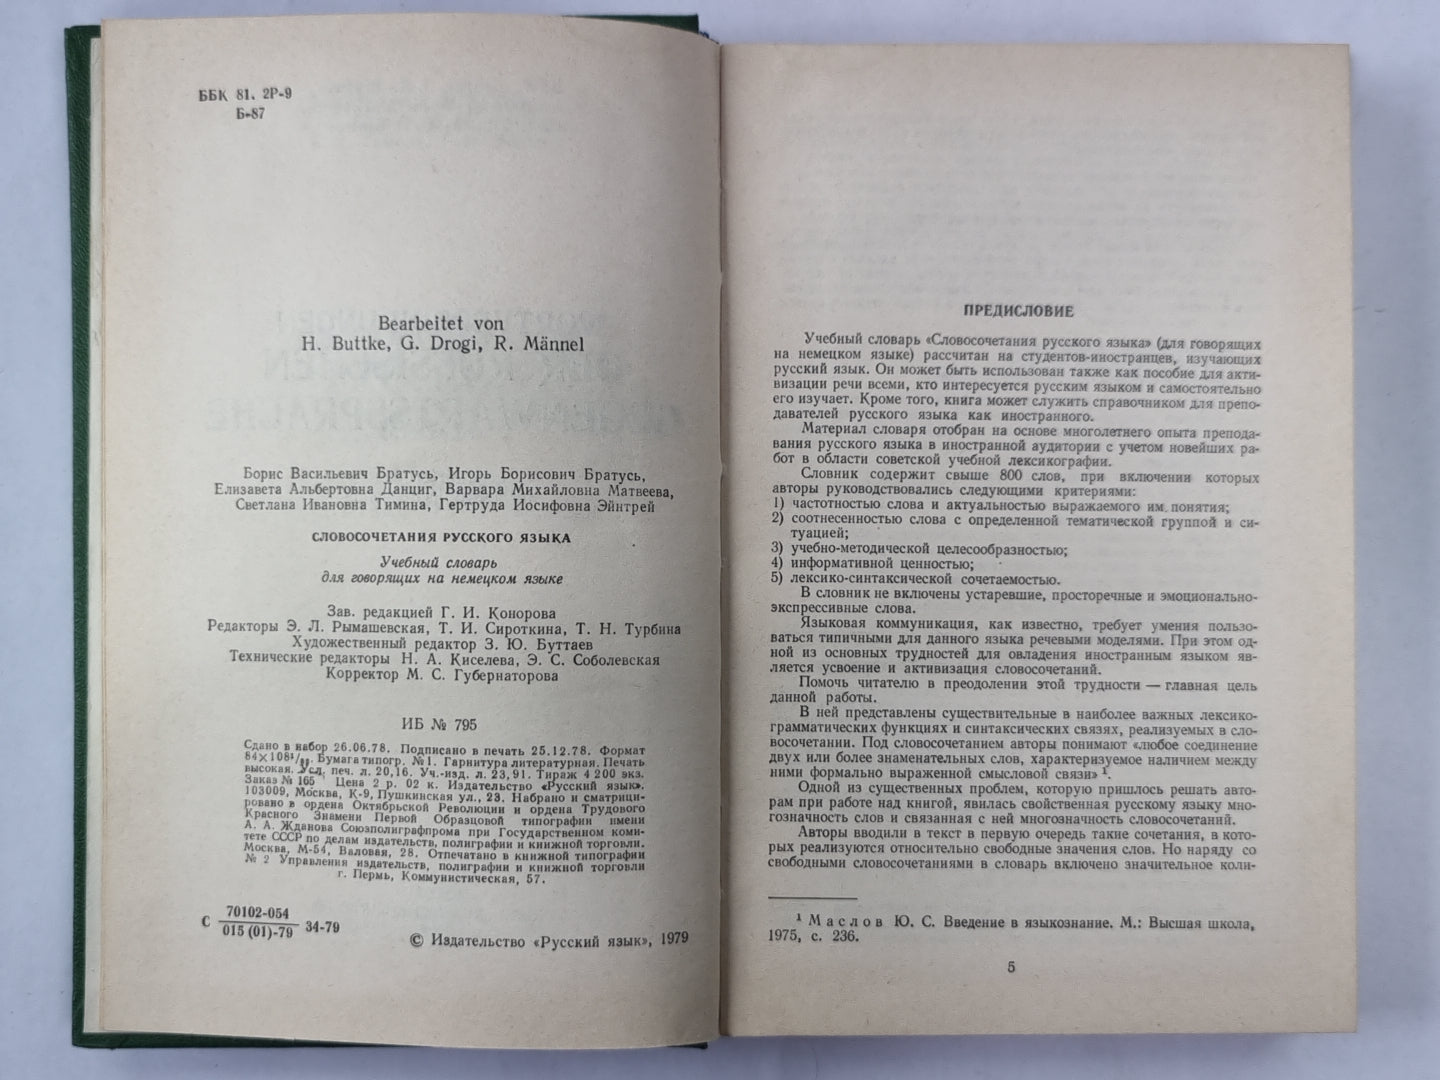 ББК 81. 2Р-9
Б-87
Bearbeitet von
H. Buttke, G. Drogi, R. Männel
Борис Васильевич Братусь, Игорь Борисович Братусь,
Елизавета Альбертовна Данциг, Варвара Михайловна Матвеева,
Светлана Ивановна Тимина, Гертруда Иосифовна Эйнтрей
СЛОВОСОЧЕТАНИЯ РУССКОГО ЯЗЫКА
Учебный словарь
для говорящих на немецком языке
Зав. редакцией Г. И. Конорова
Редакторы Э. Л. Рымашевская, Т. И. Сироткина, Т. Н. Турбина
Художественный редактор З. Ю. Буттаев
Технические редакторы Н. А. Киселева, Э. С. Соболевская
Корректор М. С. Губернаторова
ИБ № 795
Сдано в набор 26.06.78. Подписано в печать 25.12.78. Формат
84×108¹/₃₂. Бумага типогр. №1. Гарнитура литературная. Печать
высокая. Усл. печ. л. 20,16. Уч.-изд. л. 23,91. Тираж 4 200 экз.
Заказ № 165 Цена 2 р. 02 к. Издательство «Русский язык».
103009, Москва, К-9, Пушкинская ул., 23. Набрано и сматрици-
ровано в ордена Октябрьской Революции и ордена Трудового
Красного Знамени Первой Образцовой типографии имени
А. А. Жданова Союзполиграфпрома при Государственном коми-
тете СССР по делам издательств, полиграфии и книжной торговли.
Москва, М-54, Валовая, 28. Отпечатано в книжной типографии
№ 2 Управления издательств, полиграфии и книжной торговли
г. Пермь, Коммунистическая, 57.
С 70102-054 / 015 (01)-79 34-79
© Издательство «Русский язык», 1979
ПРЕДИСЛОВИЕ
Учебный словарь «Словосочетания русского языка» (для говорящих
на немецком языке) рассчитан на студентов-иностранцев, изучающих
русский язык. Он может быть использован также как пособие для акти-
визации речи всеми, кто интересуется русским языком и самостоятельно
его изучает. Кроме того, книга может служить справочником для препо-
давателей русского языка как иностранного.
Материал словаря отобран на основе многолетнего опыта препода-
вания русского языка в иностранной аудитории с учетом новейших ра-
бот в области советской учебной лексикографии.
Словник содержит свыше 800 слов, при включении которых
авторы руководствовались следующими критериями:
1) частотностью слова и актуальностью выражаемого им понятия;
2) соотнесенностью слова с определенной тематической группой и си-
туацией;
3) учебно-методической целесообразностью;
4) информативной ценностью;
5) лексико-синтаксической сочетаемостью.
В словник не включены устаревшие, просторечные и эмоционально-
экспрессивные слова.
Языковая коммуникация, как известно, требует умения пользо-
ваться типичными для данного языка речевыми моделями. При этом од-
ной из основных трудностей для овладения иностранным языком яв-
ляется усвоение и активизация словосочетаний.
Помочь читателю в преодолении этой трудности — главная цель
данной работы.
В ней представлены существительные в наиболее важных лексико-
грамматических функциях и синтаксических связях, реализуемых в сло-
восочетании. Под словосочетанием авторы понимают «любое соединение
двух или более знаменательных слов, характеризуемое наличием между
ними формально выраженной смысловой связи» ¹.
Одной из существенных проблем, которую пришлось решать авто-
рам при работе над книгой, явилась свойственная русскому языку мно-
гозначность слов и связанная с ней многозначность словосочетаний.
Авторы вводили в текст в первую очередь такие сочетания, в кото-
рых реализуются относительно свободные значения слов. Но наряду со
свободными словосочетаниями в словарь включено значительное коли-
¹ Маслов Ю. С. Введение в языкознание. М.: Высшая школа,
1975, с. 236.
5